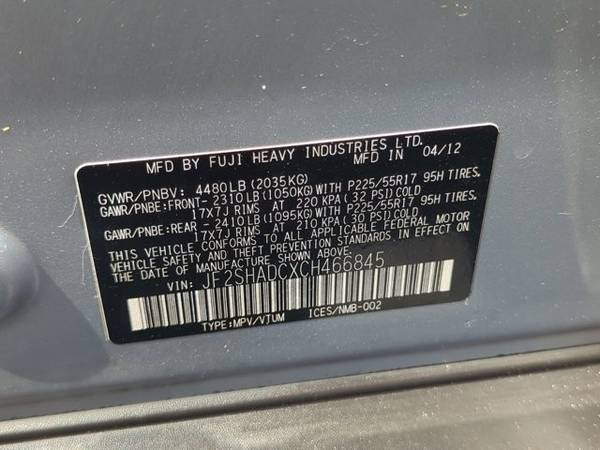 MFD BY FUJI HEAVY INDUSTRIES LTD.
MFD IN 04/12
GVWR/PNBV: 4480LB (2035KG)
GAWR/PNBE: FRONT- 2310LB (1050KG) WITH P225/55R17 95H TIRES.
17X7J RIMS AT 220 KPA (32 PSI) COLD
GAWR/PNBE: REAR -2410LB (1095KG) WITH P225/55R17 95H TIRES.
17X7J RIMS AT 210 KPA (30 PSI) COLD
THIS VEHICLE CONFORMS TO ALL APPLICABLE FEDERAL MOTOR
VEHICLE SAFETY AND THEFT PREVENTION STANDARDS IN EFFECT
ON THE DATE OF MANUFACTURE SHOWN ABOVE.
VIN: JF2SHADCXCH466845
TYPE:MPV/VTUM ICES/NMB-002